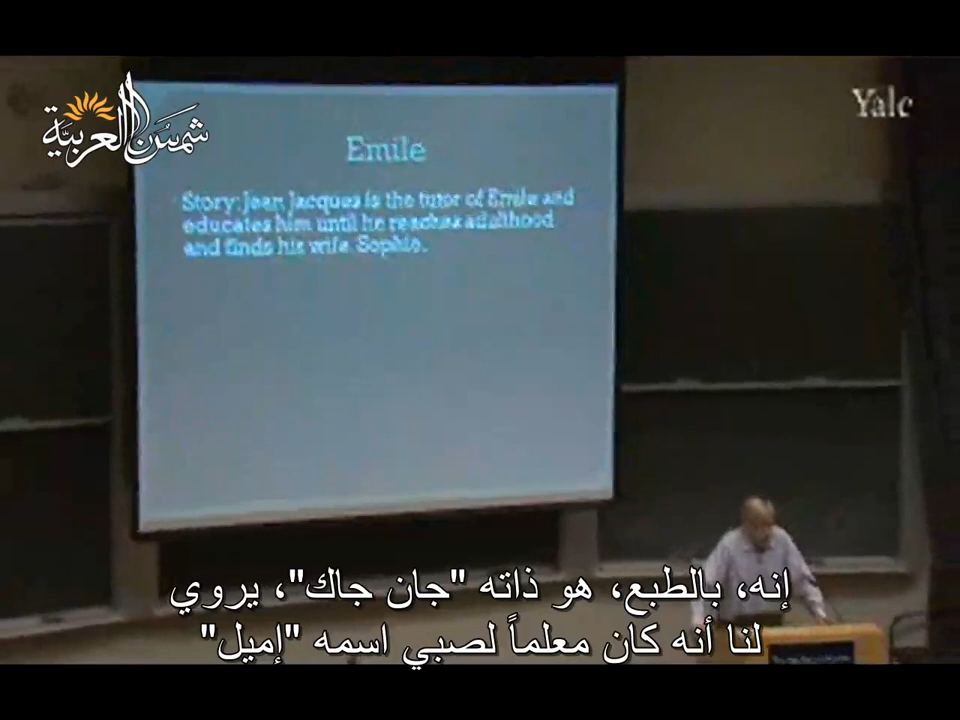 شمس العربية
Yale
Emile
Story: Jean Jacques is the tutor of Emile and
educates him until he reaches adulthood
and finds his wife Sophie.
إنه، بالطبع، هو ذاته "جان جاك"، يروي
لنا أنه كان معلماً لصبي اسمه "إميل"